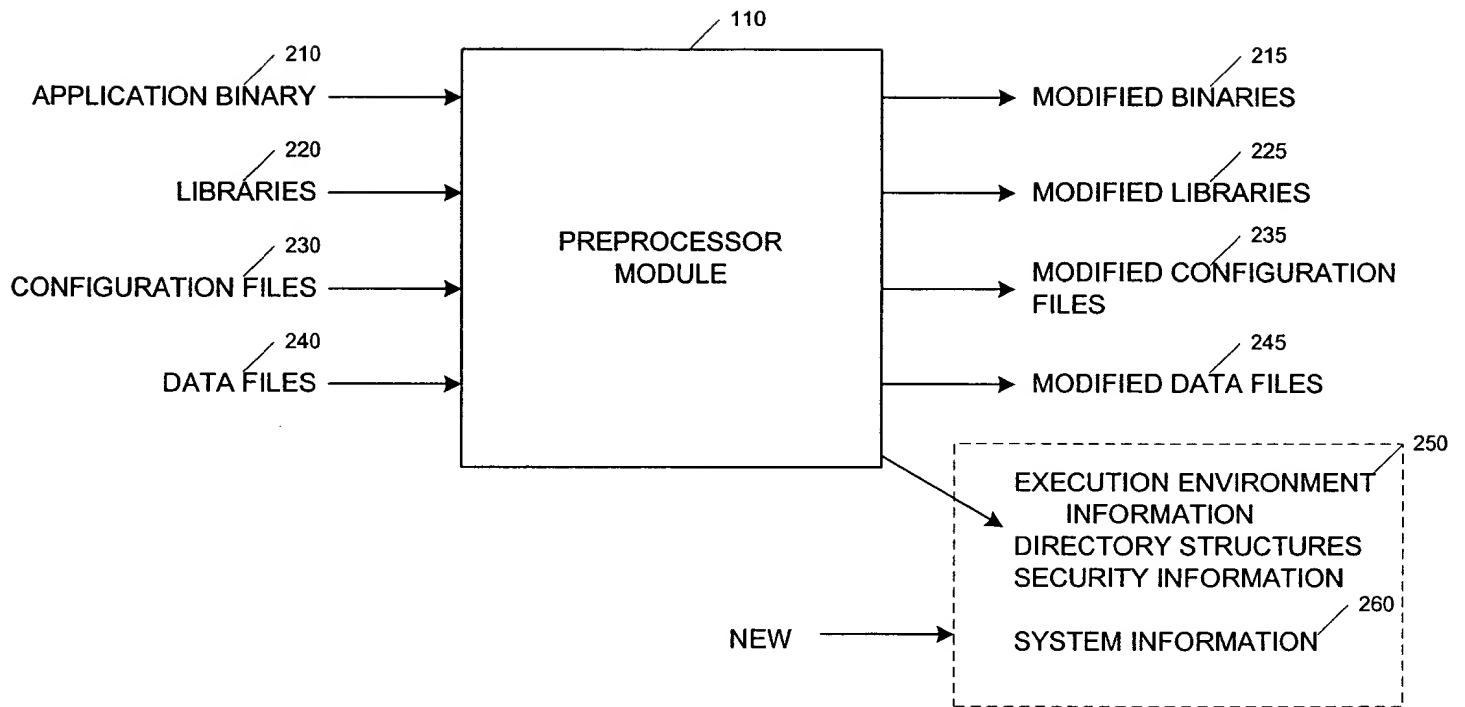 110
210
APPLICATION BINARY
215
MODIFIED BINARIES
220
LIBRARIES
225
MODIFIED LIBRARIES
PREPROCESSOR
MODULE
230
CONFIGURATION FILES
235
MODIFIED CONFIGURATION
FILES
240
DATA FILES
245
MODIFIED DATA FILES
250
EXECUTION ENVIRONMENT
INFORMATION
DIRECTORY STRUCTURES
SECURITY INFORMATION
260
NEW
SYSTEM INFORMATION